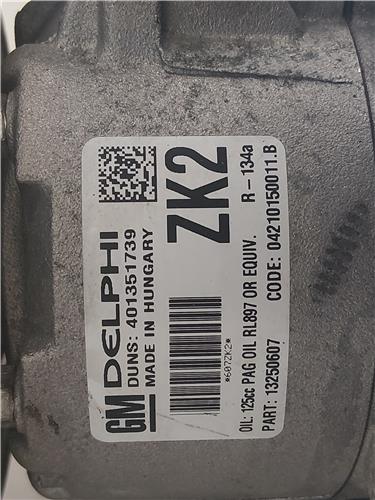 GM DELPHI
DUNS: 401351739
MADE IN HUNGARY
ZK2
*607ZK2*
R-134a
OIL: 125cc PAG OIL RL897 OR EQUIV.
PART: 13250607 CODE: 04210150011.B